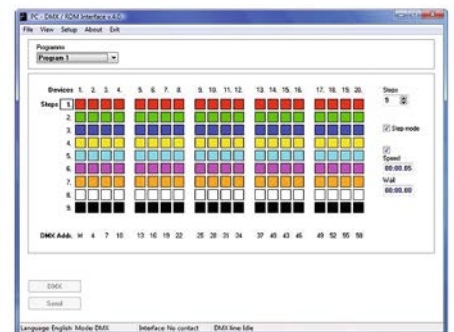 PC - DMX / RDM Interface v.4.0
File View Setup About Exit
Programms
Program 1
Devices 1. 2. 3. 4. 5. 6. 7. 8. 9. 10. 11. 12. 13. 14. 15. 16. 17. 18. 19. 20. Steps
Steps 1. 9
2.
3. Step mode
4.
5. Speed
6. 00:00.05
7. Wait
8. 00:00.00
9.
DMX Addr. 4 7 10 13 16 19 22 25 28 31 34 37 40 43 46 49 52 55 58
DMX
Send
Language: English Mode: DMX Interface: No contact DMX line: Idle